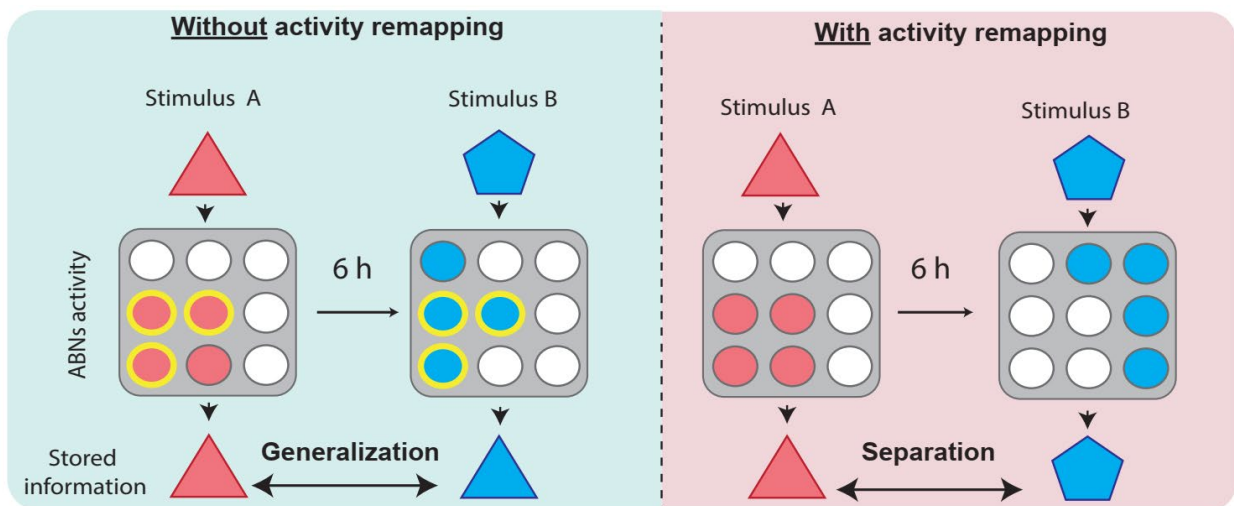 Without activity remapping
Stimulus A
Stimulus B
ABNs activity
6 h
Stored
information
Generalization
With activity remapping
Stimulus A
Stimulus B
6 h
Separation